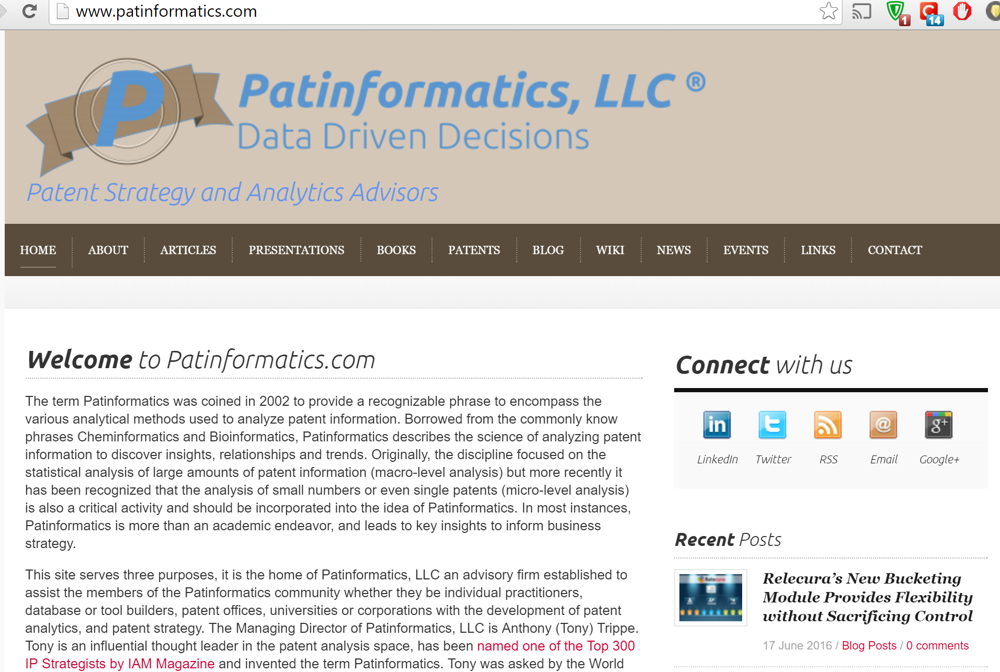 www.patinformatics.com
1
14
P
Patinformatics, LLC ®
Data Driven Decisions
Patent Strategy and Analytics Advisors
HOME ABOUT ARTICLES PRESENTATIONS BOOKS PATENTS BLOG WIKI NEWS EVENTS LINKS CONTACT
Welcome to Patinformatics.com
The term Patinformatics was coined in 2002 to provide a recognizable phrase to encompass the
various analytical methods used to analyze patent information. Borrowed from the commonly know
phrases Cheminformatics and Bioinformatics, Patinformatics describes the science of analyzing patent
information to discover insights, relationships and trends. Originally, the discipline focused on the
statistical analysis of large amounts of patent information (macro-level analysis) but more recently it
has been recognized that the analysis of small numbers or even single patents (micro-level analysis)
is also a critical activity and should be incorporated into the idea of Patinformatics. In most instances,
Patinformatics is more than an academic endeavor, and leads to key insights to inform business
strategy.
This site serves three purposes, it is the home of Patinformatics, LLC an advisory firm established to
assist the members of the Patinformatics community whether they be individual practitioners,
database or tool builders, patent offices, universities or corporations with the development of patent
analytics, and patent strategy. The Managing Director of Patinformatics, LLC is Anthony (Tony) Trippe.
Tony is an influential thought leader in the patent analysis space, has been named one of the Top 300
IP Strategists by IAM Magazine and invented the term Patinformatics. Tony was asked by the World
Connect with us
in t @ g+
LinkedIn Twitter RSS Email Google+
Recent Posts
Relecura
Relecura’s New Bucketing
Module Provides Flexibility
without Sacrificing Control
17 June 2016 / Blog Posts / 0 comments